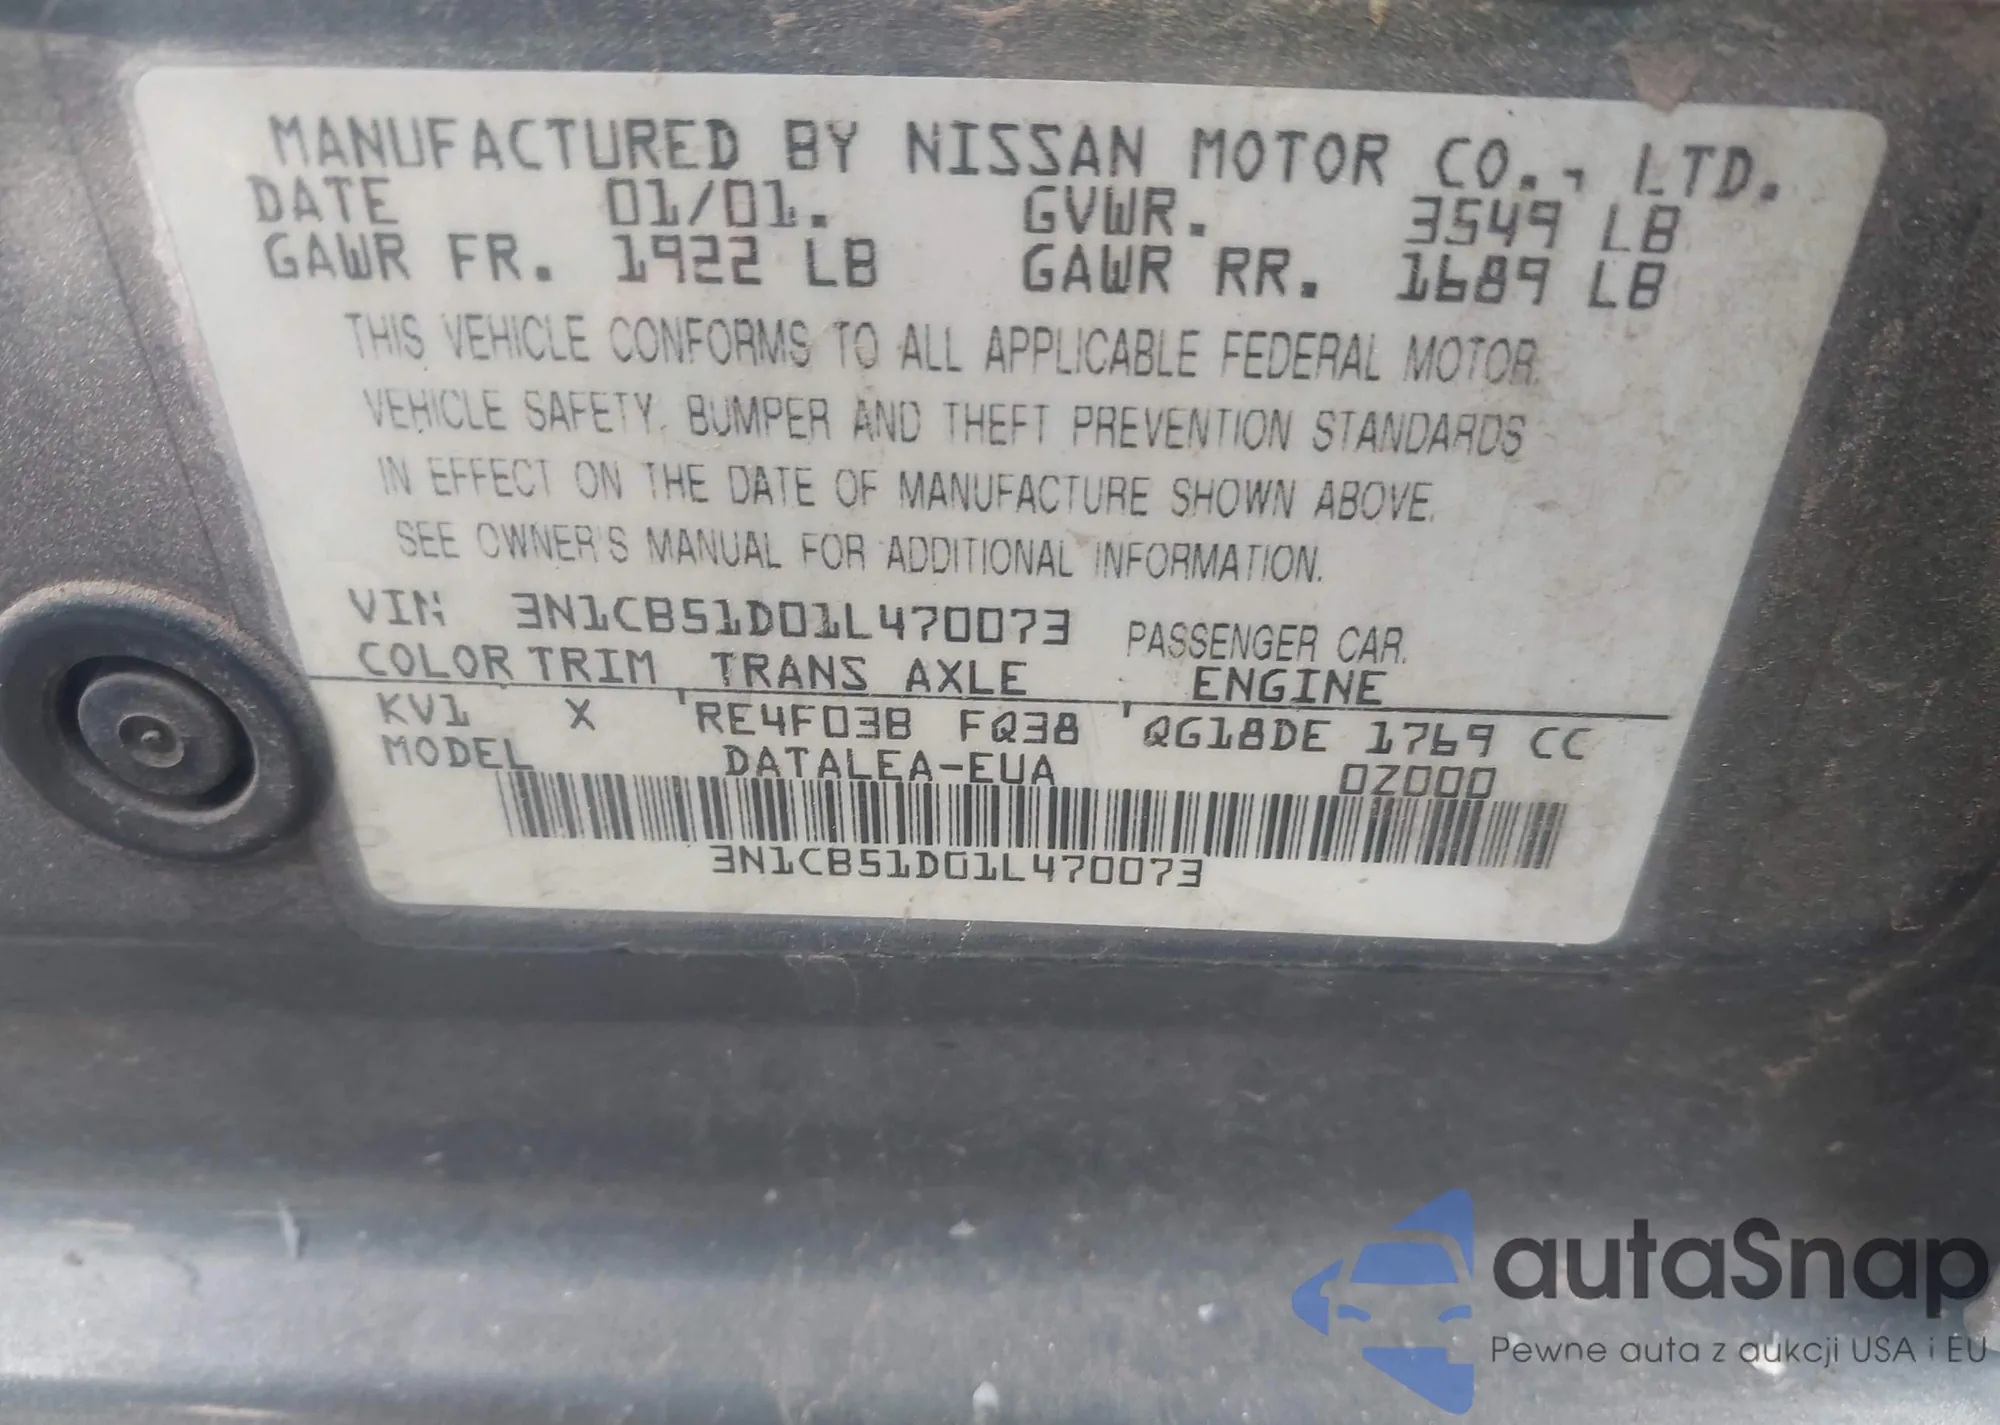 MANUFACTURED BY NISSAN MOTOR CO., LTD.
DATE 01/01. GVWR. 3549 LB
GAWR FR. 1922 LB GAWR RR. 1689 LB
THIS VEHICLE CONFORMS TO ALL APPLICABLE FEDERAL MOTOR
VEHICLE SAFETY, BUMPER AND THEFT PREVENTION STANDARDS
IN EFFECT ON THE DATE OF MANUFACTURE SHOWN ABOVE.
SEE OWNER'S MANUAL FOR ADDITIONAL INFORMATION.
VIN 3N1CB51D01L470073 PASSENGER CAR.
COLOR TRIM TRANS AXLE ENGINE
KV1 X RE4F03B FQ38 QG18DE 1769 CC
MODEL DATALEA-EUA 0Z000
3N1CB51D01L470073
autaSnap
Pewne auta z aukcji USA i EU